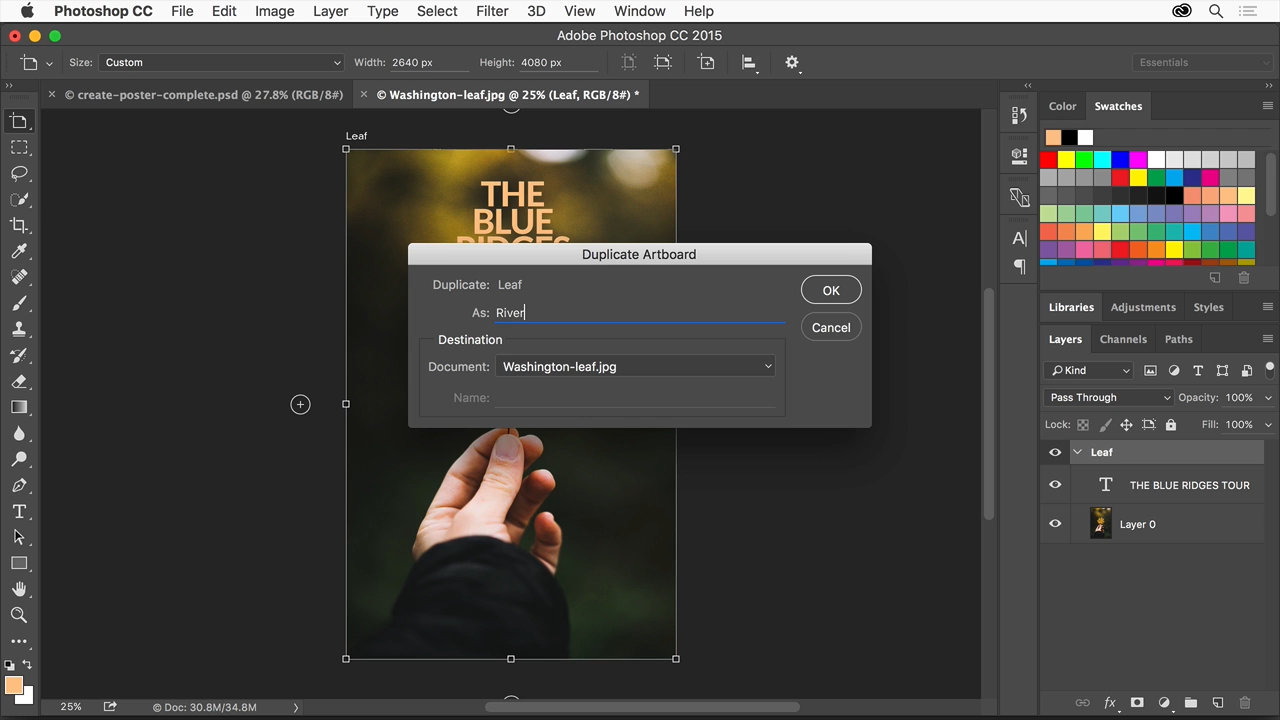 Photoshop CC File Edit Image Layer Type Select Filter 3D View Window Help
Adobe Photoshop CC 2015
Size: Custom Width: 2640 px Height: 4080 px Essentials
© create-poster-complete.psd @ 27.8% (RGB/8#) © Washington-leaf.jpg @ 25% (Leaf, RGB/8#) *
Color Swatches
Leaf
THE
BLUE
RIDGES
Duplicate Artboard
Duplicate: Leaf
OK
As: River
Cancel
Destination
Document: Washington-leaf.jpg
Name:
Libraries Adjustments Styles
Layers Channels Paths
Kind
Pass Through Opacity: 100%
Lock: Fill: 100%
Leaf
T THE BLUE RIDGES TOUR
Layer 0
25% © Doc: 30.8M/34.8M